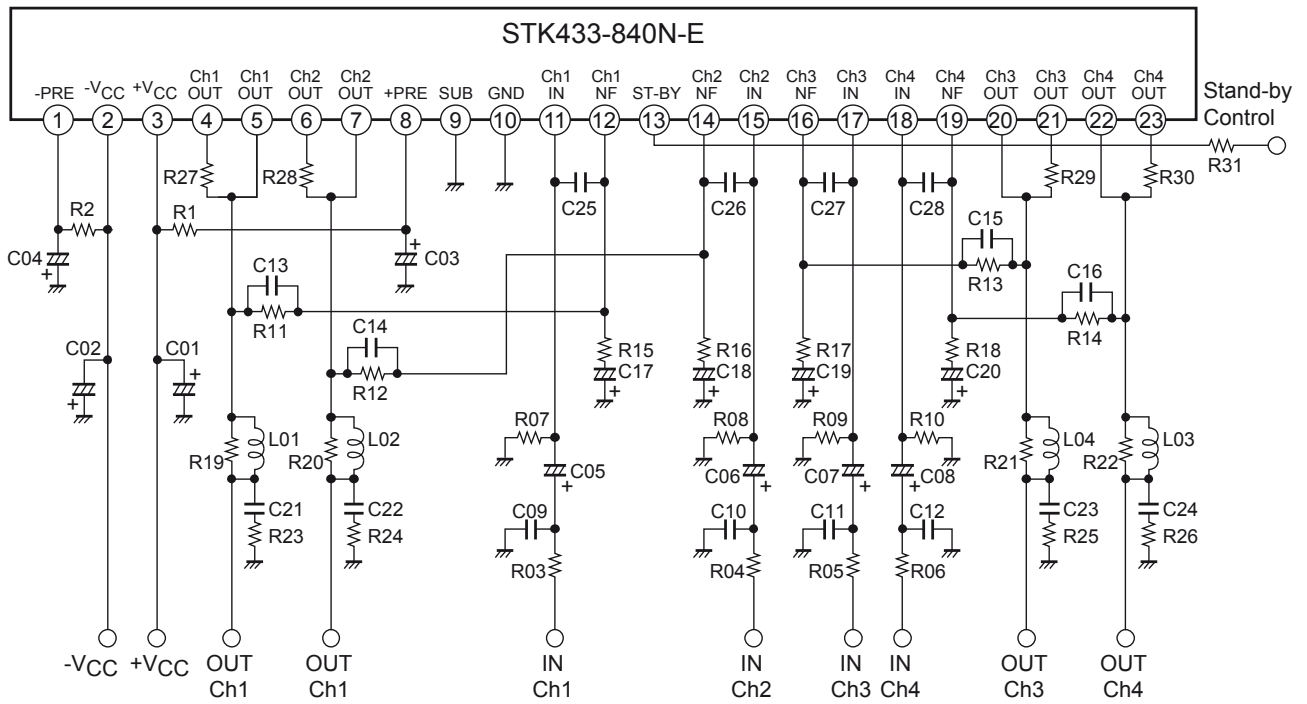 STK433-840N-E
-PRE -VCC +VCC Ch1 OUT Ch1 OUT Ch2 OUT Ch2 OUT +PRE SUB GND Ch1 IN Ch1 NF ST-BY Ch2 NF Ch2 IN Ch3 NF Ch3 IN Ch4 IN Ch4 NF Ch3 OUT Ch3 OUT Ch4 OUT Ch4 OUT
Stand-by
Control
1 2 3 4 5 6 7 8 9 10 11 12 13 14 15 16 17 18 19 20 21 22 23
R31
R27 R28 R29 R30
C25 C26 C27 C28
R2 R1 C15
C04 + + C03
R13
C13 C16
R11 R14
C14
R12
C02 C01 + +
R15 R16 R17 R18
C17 C18 C19 C20
+ + + +
R07 R08 R09 R10
L01 L02 L04 L03
R19 R20 R21 R22
C05 C06 C07 C08
+ + + +
C21 C22 C09 C10 C11 C12 C23 C24
R23 R24 R25 R26
R03 R04 R05 R06
-VCC +VCC OUT OUT IN IN IN IN OUT OUT
Ch1 Ch1 Ch1 Ch2 Ch3 Ch4 Ch3 Ch4